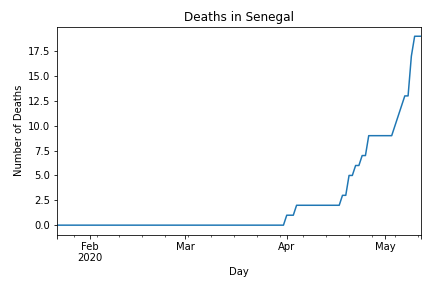 Deaths in Senegal
17.5
15.0
12.5
10.0
7.5
5.0
2.5
0.0
Number of Deaths
Feb
2020
Mar
Apr
May
Day